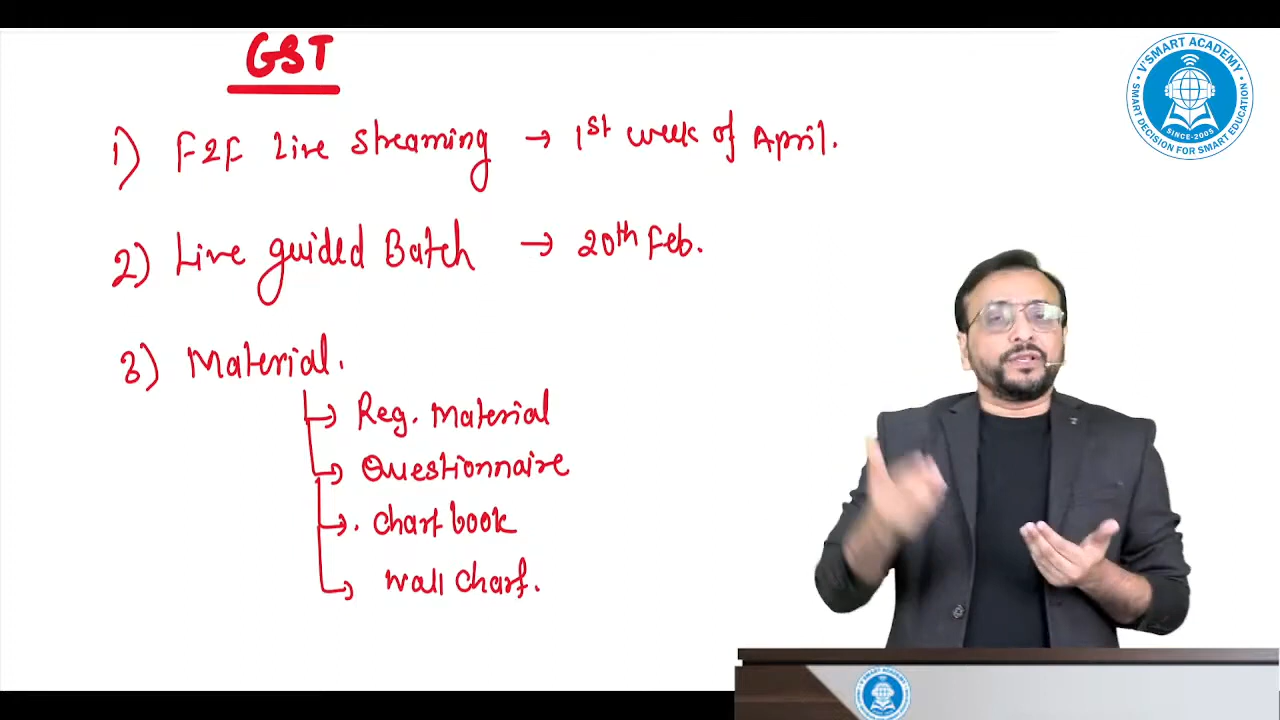 GST
1) F2F Live Streaming → 1st week of April.
2) Live guided Batch → 20th Feb.
3) Material.
→ Reg. Material
→ Questionnaire
→ . Chart book
→ Wall Chart.
V'SMART ACADEMY
SINCE-2005
SMART DECISION FOR SMART EDUCATION